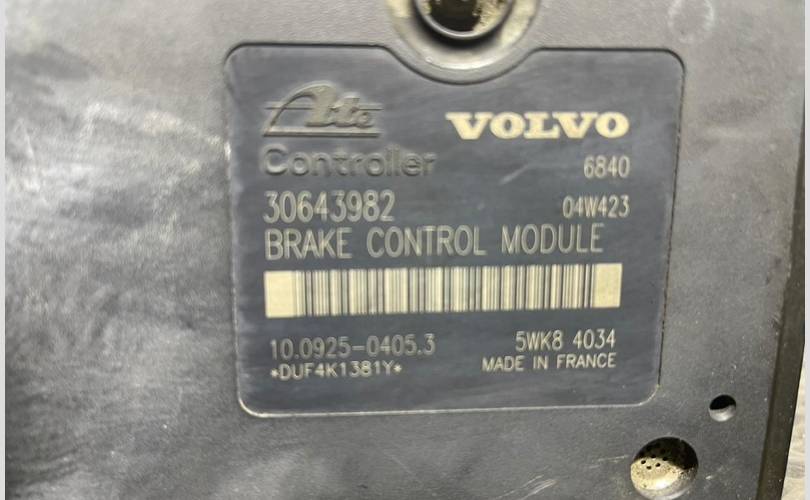 Ate VOLVO
Controller 6840
30643982 04W423
BRAKE CONTROL MODULE
10.0925-0405.3 5WK8 4034
*DUF4K1381Y* MADE IN FRANCE